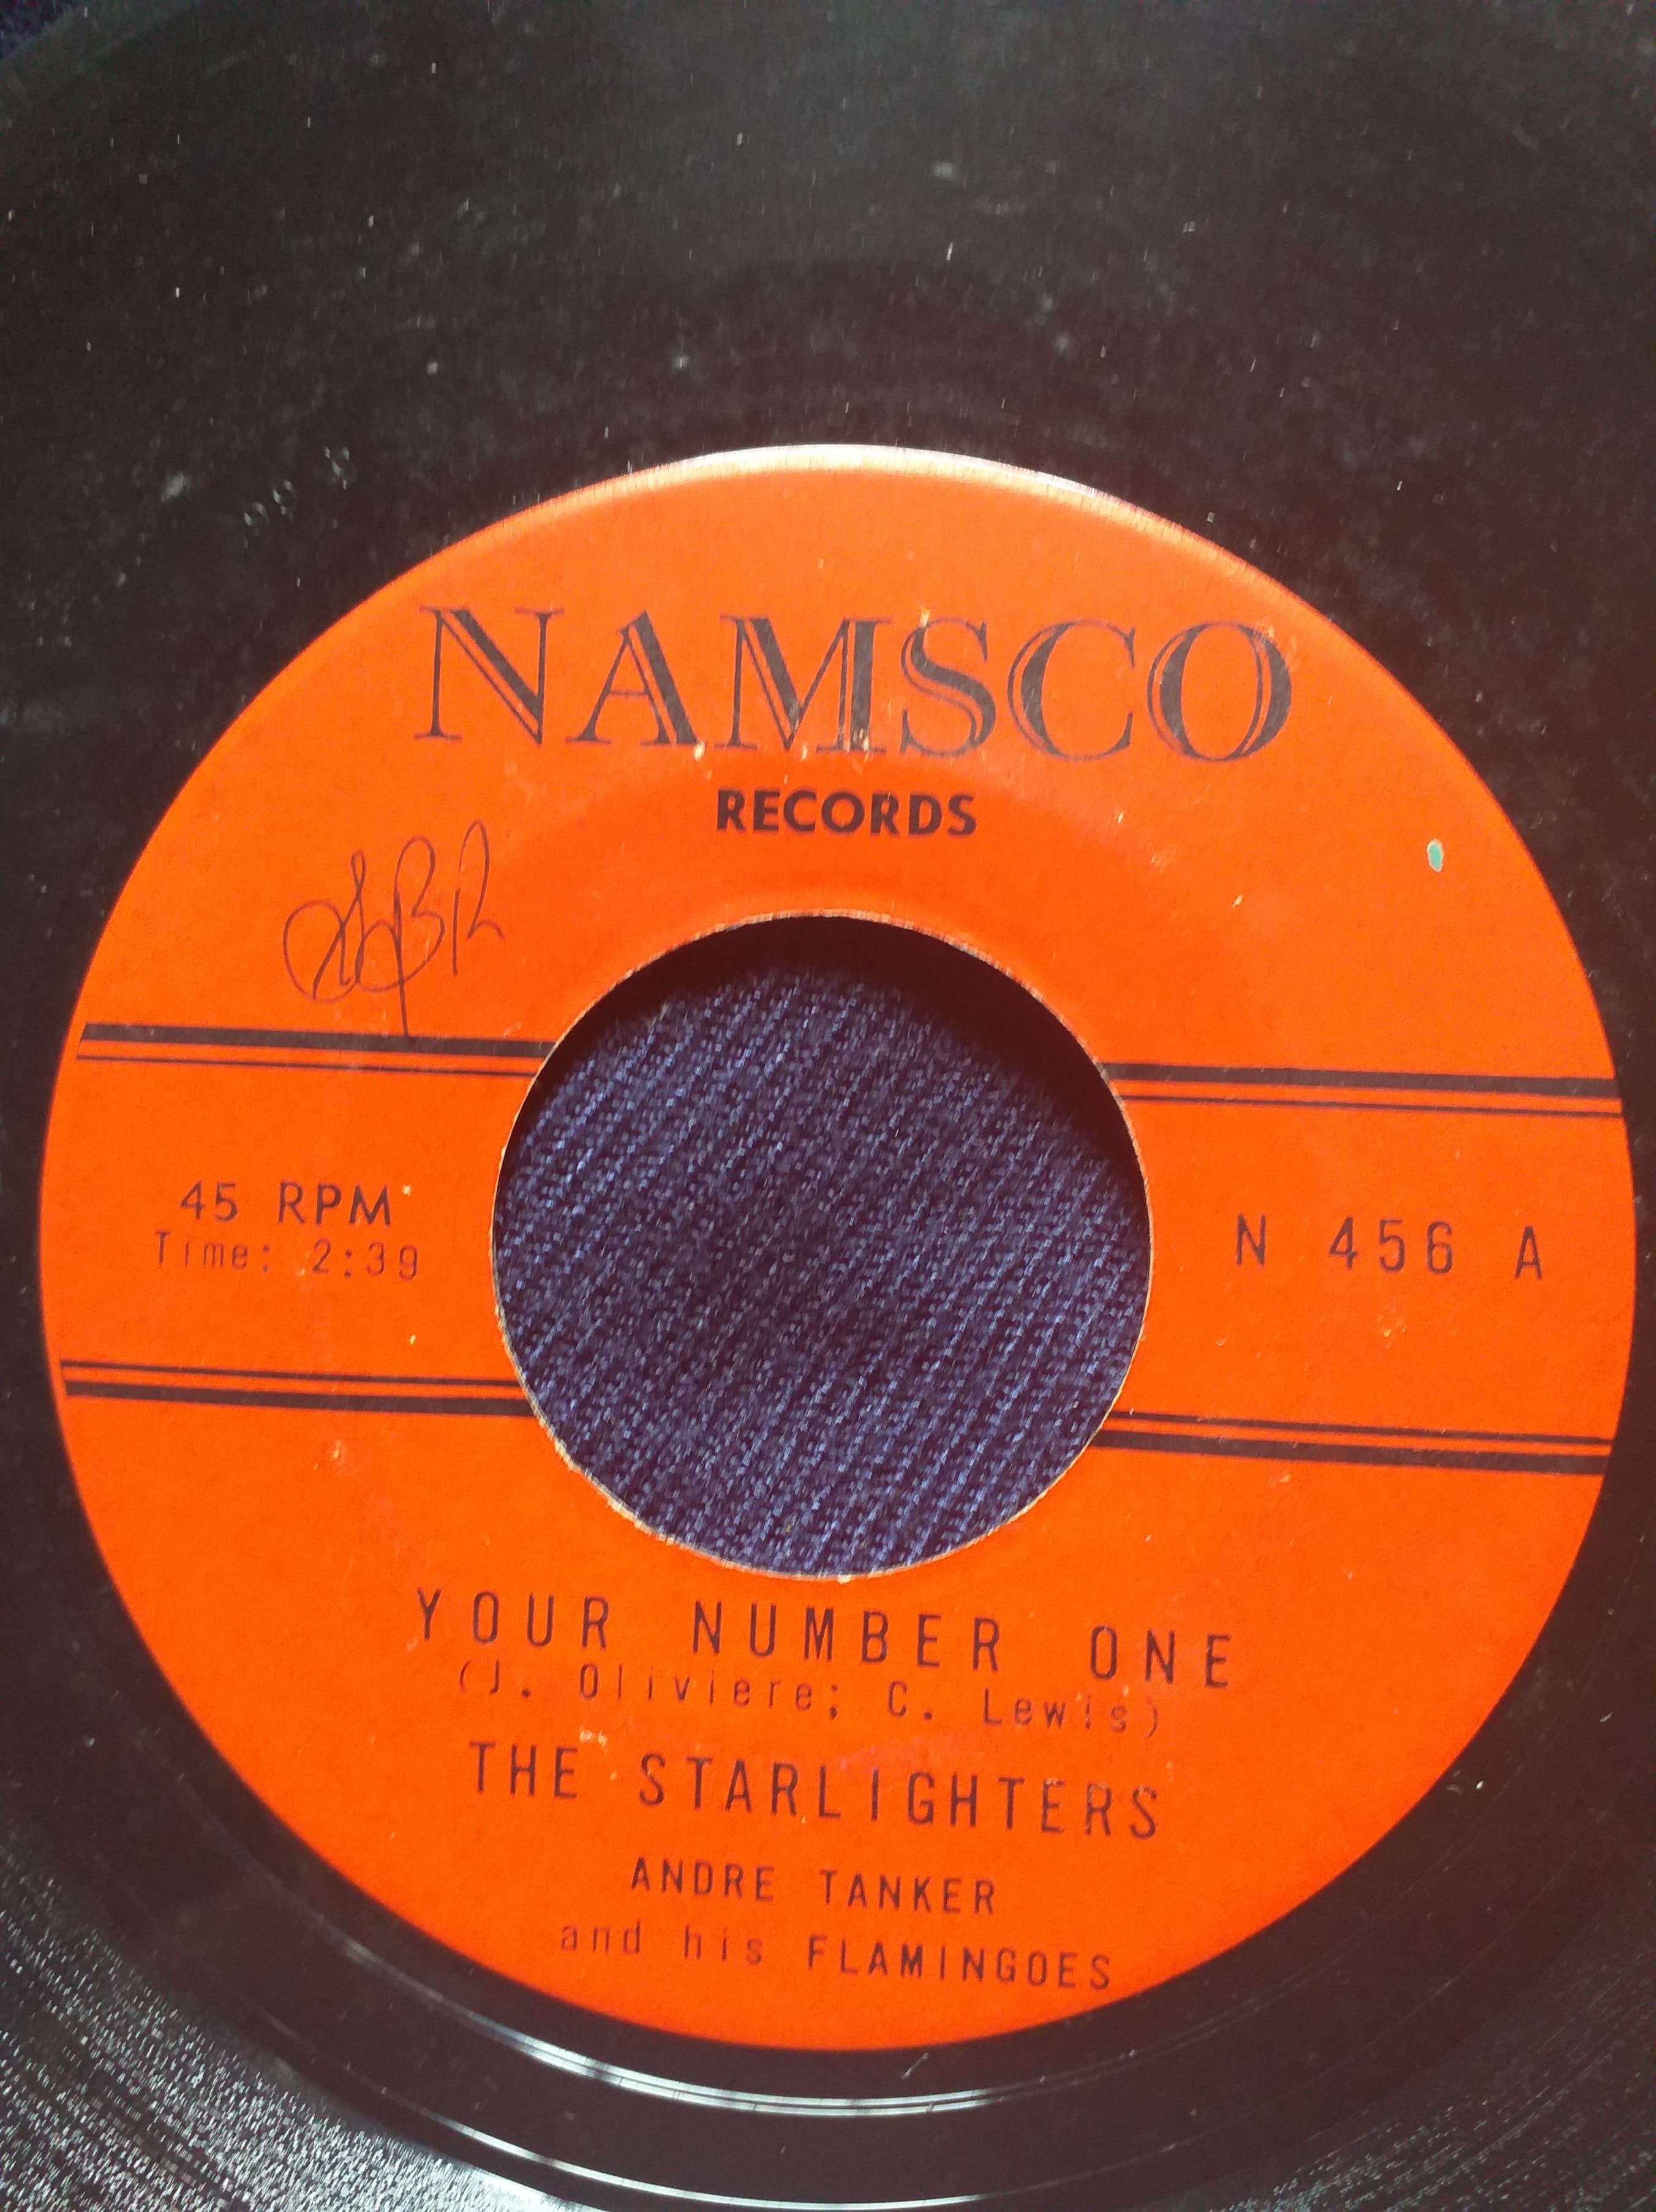 NAMSCO
RECORDS
45 RPM
Time: 2:39
N 456 A
YOUR NUMBER ONE
(J. Oliviere; C. Lewis)
THE STARLIGHTERS
ANDRE TANKER
and his FLAMINGOES